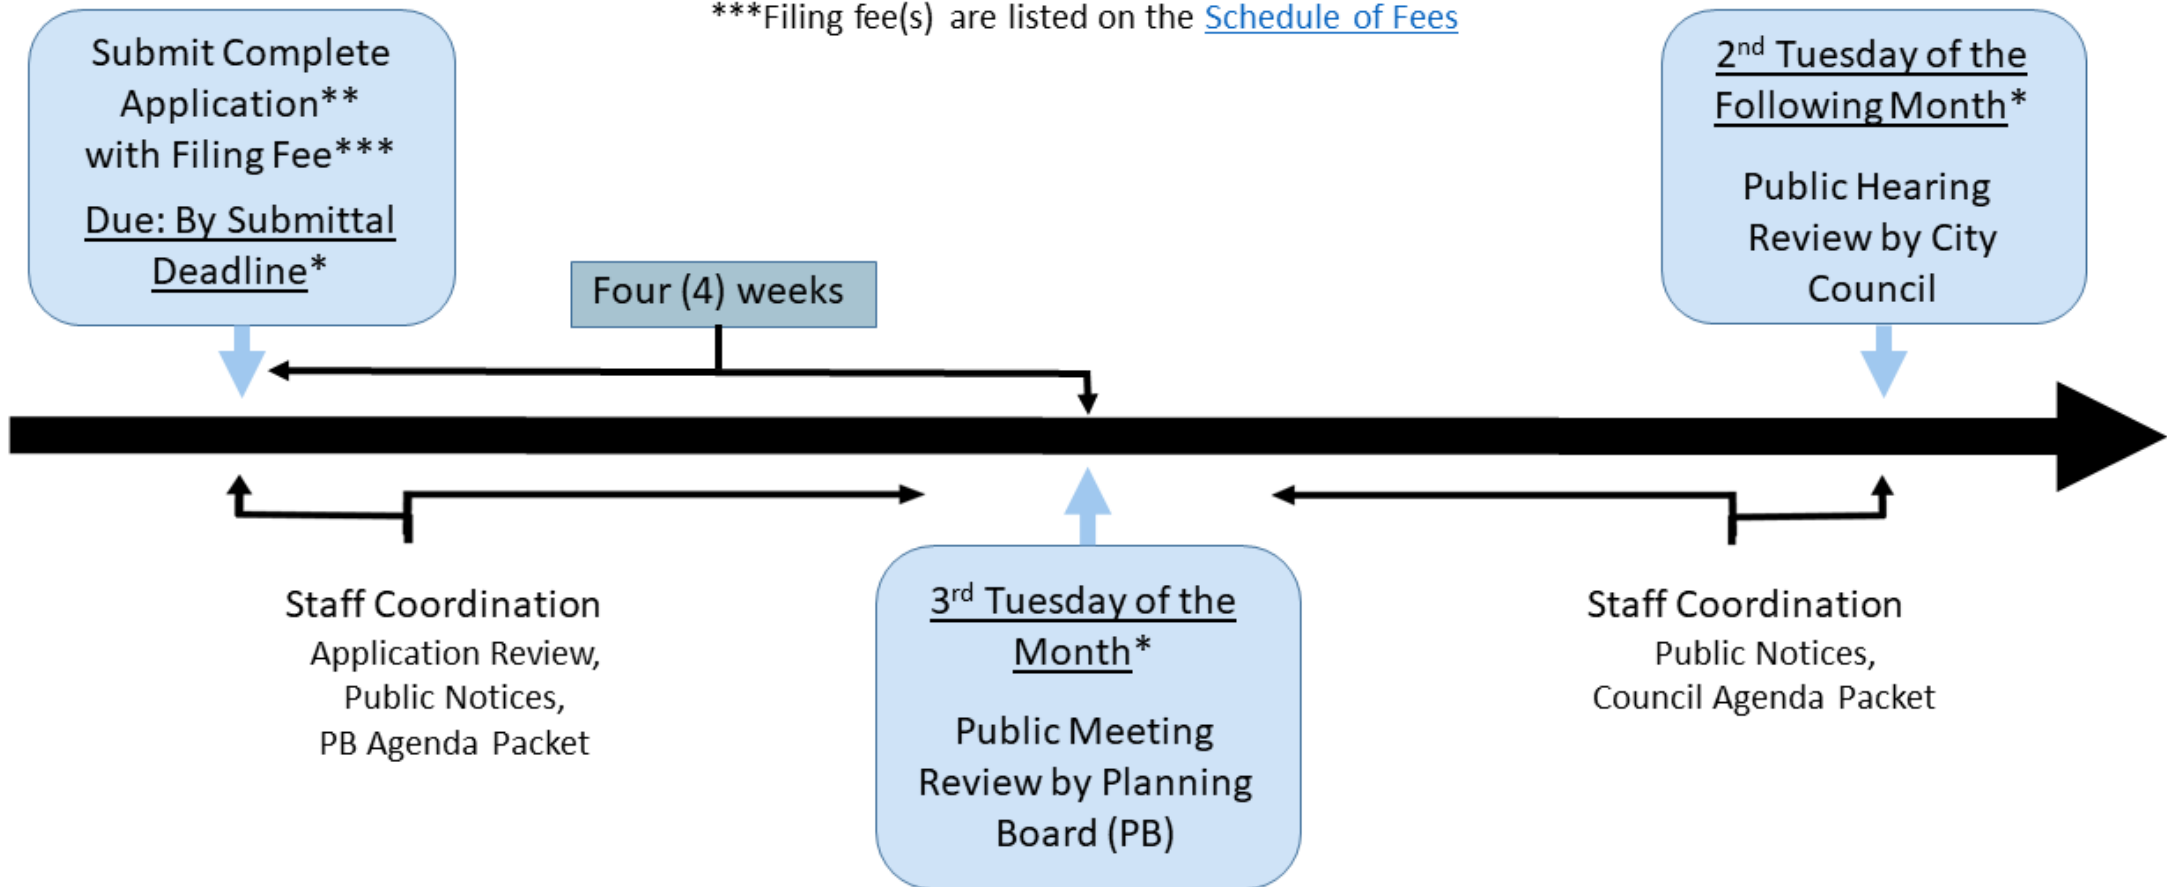 ***Filing fee(s) are listed on the Schedule of Fees
Submit Complete
Application**
with Filing Fee***
Due: By Submittal
Deadline*
Four (4) weeks
2nd Tuesday of the
Following Month*
Public Hearing
Review by City
Council
Staff Coordination
Application Review,
Public Notices,
PB Agenda Packet
3rd Tuesday of the
Month*
Public Meeting
Review by Planning
Board (PB)
Staff Coordination
Public Notices,
Council Agenda Packet